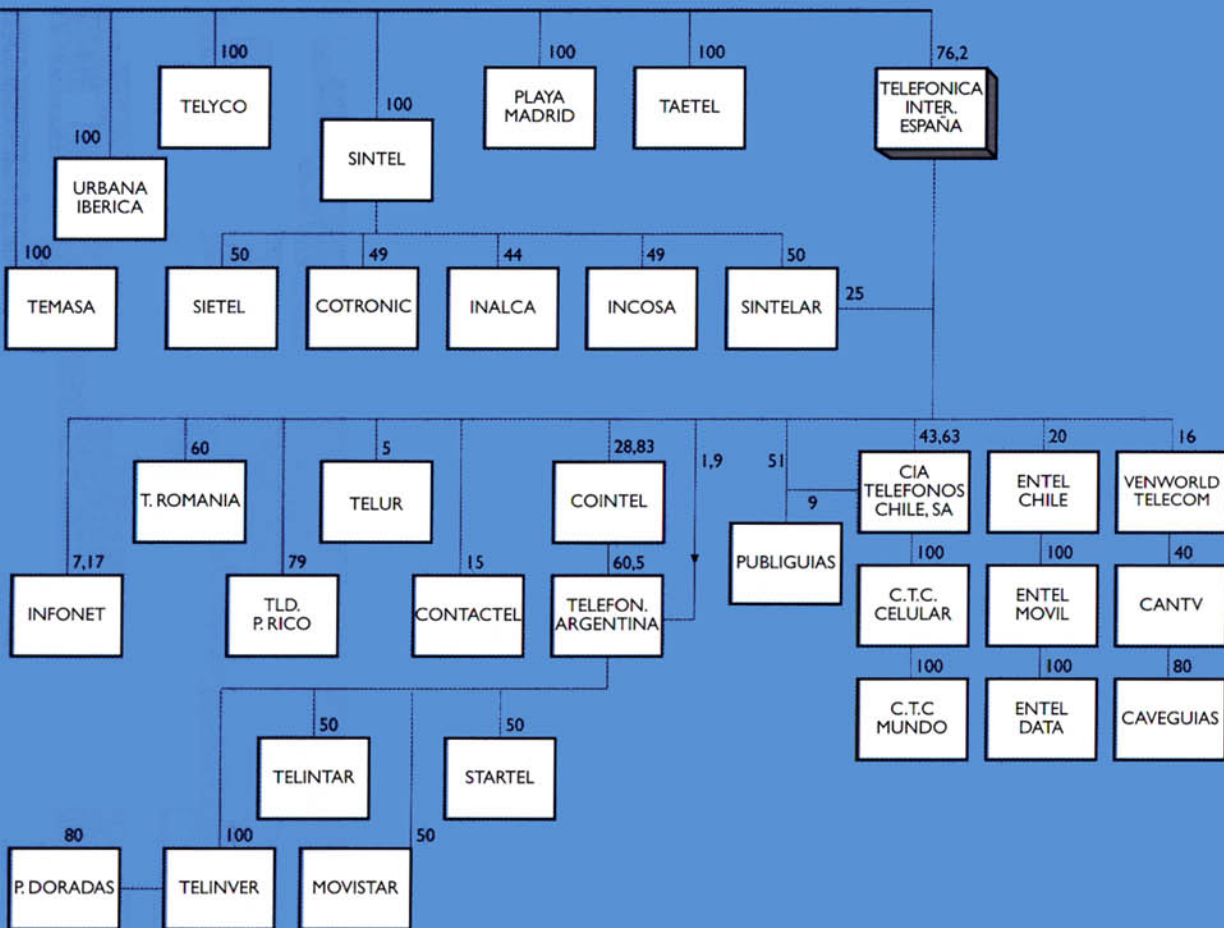 100
TELYCO
100
SINTEL
100
PLAYA
MADRID
100
TAETEL
76,2
TELEFONICA
INTER.
ESPAÑA
100
URBANA
IBERICA
100
TEMASA
50
SIETEL
49
COTRONIC
44
INALCA
49
INCOSA
50
SINTELAR
25
60
T. ROMANIA
5
TELUR
28,83
COINTEL
1,9
51
9
PUBLIGUIAS
43,63
CIA
TELEFONOS
CHILE, SA
20
ENTEL
CHILE
16
VENWORLD
TELECOM
7,17
INFONET
79
TLD.
P. RICO
15
CONTACTEL
60,5
TELEFON.
ARGENTINA
100
C.T.C.
CELULAR
100
ENTEL
MOVIL
40
CANTV
100
C.T.C
MUNDO
100
ENTEL
DATA
80
CAVEGUIAS
50
TELINTAR
50
STARTEL
80
P. DORADAS
100
TELINVER
50
MOVISTAR